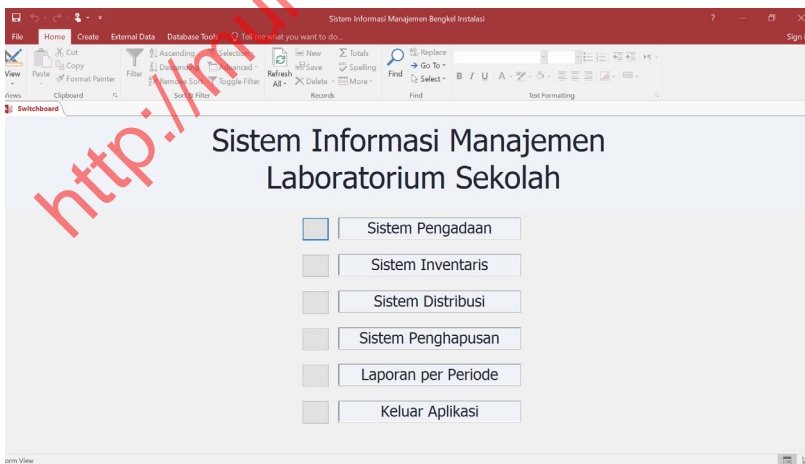 Sistem Informasi Manajemen Bengkel Instalasi
File Home Create External Data Database Tools Tell me what you want to do...
Sign
Cut
Copy
Format Painter
View Paste
Filter
Ascending
Descending
Remove Sort
Selection
Advanced
Toggle Filter
Refresh All
New
Save
Delete
Totals
Spelling
More
Find
Replace
Go To
Select
B I U A
Clipboard Sort & Filter Records Find Text Formatting
Switchboard
Sistem Informasi Manajemen
Laboratorium Sekolah
Sistem Pengadaan
Sistem Inventaris
Sistem Distribusi
Sistem Penghapusan
Laporan per Periode
Keluar Aplikasi
http://mu